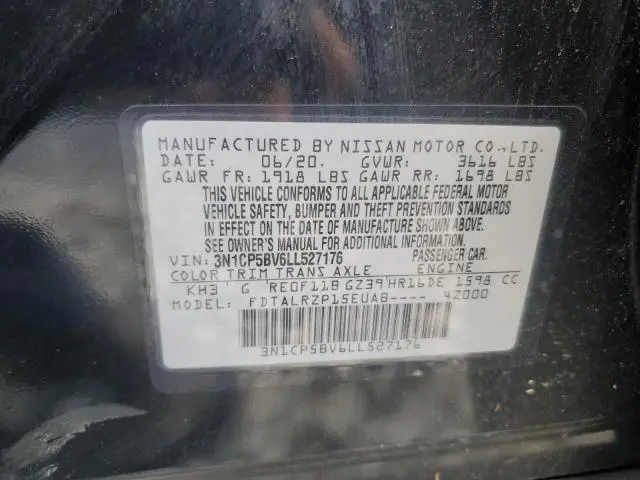 MANUFACTURED BY NISSAN MOTOR CO., LTD.
DATE: 06/20. GVWR: 3616 LBS
GAWR FR: 1918 LBS GAWR RR: 1698 LBS
THIS VEHICLE CONFORMS TO ALL APPLICABLE FEDERAL MOTOR
VEHICLE SAFETY, BUMPER AND THEFT PREVENTION STANDARDS
IN EFFECT ON THE DATE OF MANUFACTURE SHOWN ABOVE.
SEE OWNER'S MANUAL FOR ADDITIONAL INFORMATION.
VIN: 3N1CP5BV6LL527176 PASSENGER CAR.
COLOR TRIM TRANS AXLE ENGINE
KH3 G RE0F11B GZ39 HR16DE 1598 CC
MODEL: FDTALRZP15EUAB---- , 4Z000
3N1CP5BV6LL527176